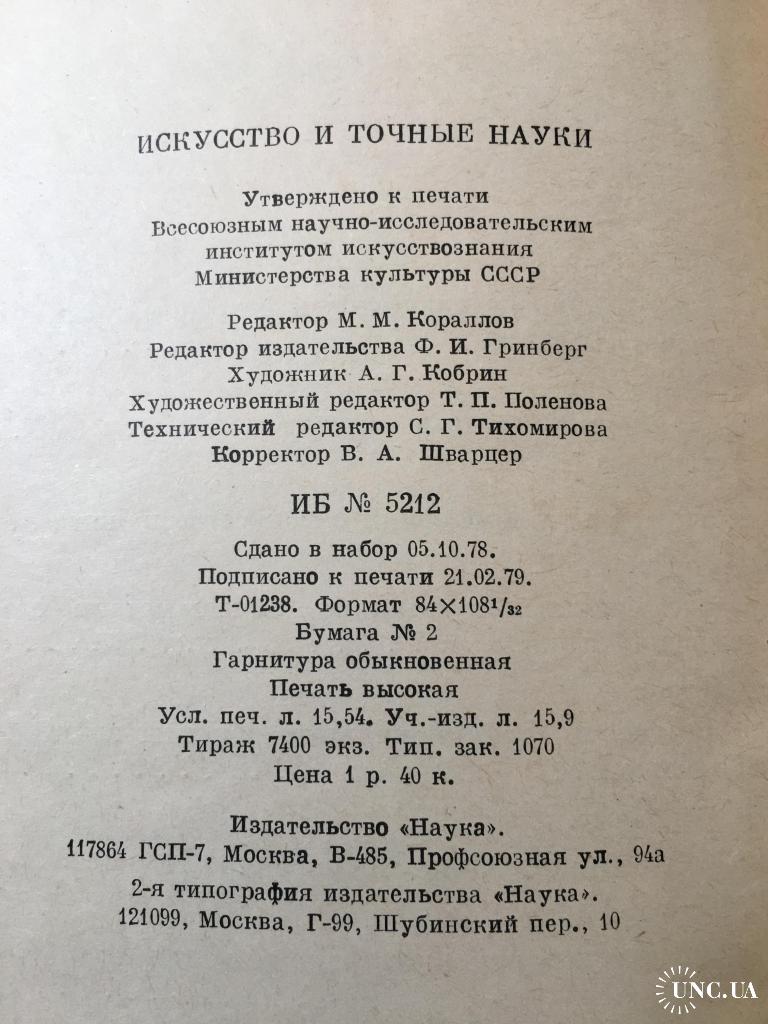 ИСКУССТВО И ТОЧНЫЕ НАУКИ
Утверждено к печати
Всесоюзным научно-исследовательским
институтом искусствознания
Министерства культуры СССР
Редактор М. М. Кораллов
Редактор издательства Ф. И. Гринберг
Художник А. Г. Кобрин
Художественный редактор Т. П. Поленова
Технический редактор С. Г. Тихомирова
Корректор В. А. Шварцер
ИБ № 5212
Сдано в набор 05.10.78.
Подписано к печати 21.02.79.
Т-01238. Формат 84×108¹/₃₂
Бумага № 2
Гарнитура обыкновенная
Печать высокая
Усл. печ. л. 15,54. Уч.-изд. л. 15,9
Тираж 7400 экз. Тип. зак. 1070
Цена 1 р. 40 к.
Издательство «Наука».
117864 ГСП-7, Москва, В-485, Профсоюзная ул., 94а
2-я типография издательства «Наука».
121099, Москва, Г-99, Шубинский пер., 10
UNC.UA